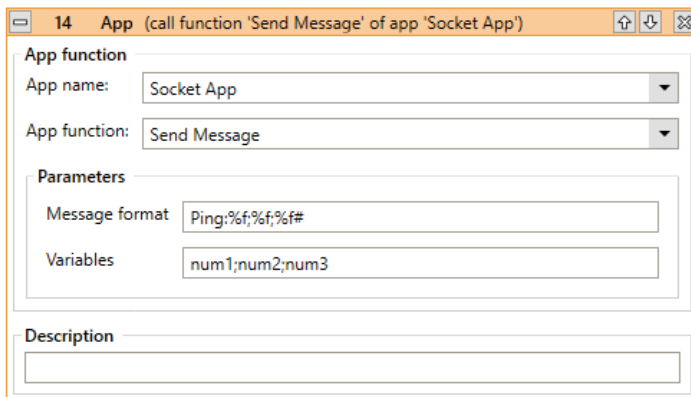 14 App (call function 'Send Message' of app 'Socket App')
App function
App name: Socket App
App function: Send Message
Parameters
Message format Ping:%f;%f;%f#
Variables num1;num2;num3
Description